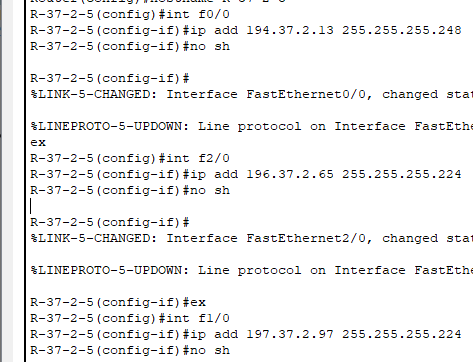 R-37-2-5(config)#int f0/0
R-37-2-5(config-if)#ip add 194.37.2.13 255.255.255.248
R-37-2-5(config-if)#no sh
R-37-2-5(config-if)#
%LINK-5-CHANGED: Interface FastEthernet0/0, changed stat
%LINEPROTO-5-UPDOWN: Line protocol on Interface FastEthe
ex
R-37-2-5(config)#int f2/0
R-37-2-5(config-if)#ip add 196.37.2.65 255.255.255.224
R-37-2-5(config-if)#no sh
R-37-2-5(config-if)#
%LINK-5-CHANGED: Interface FastEthernet2/0, changed stat
%LINEPROTO-5-UPDOWN: Line protocol on Interface FastEthe
R-37-2-5(config-if)#ex
R-37-2-5(config)#int f1/0
R-37-2-5(config-if)#ip add 197.37.2.97 255.255.255.224
R-37-2-5(config-if)#no sh